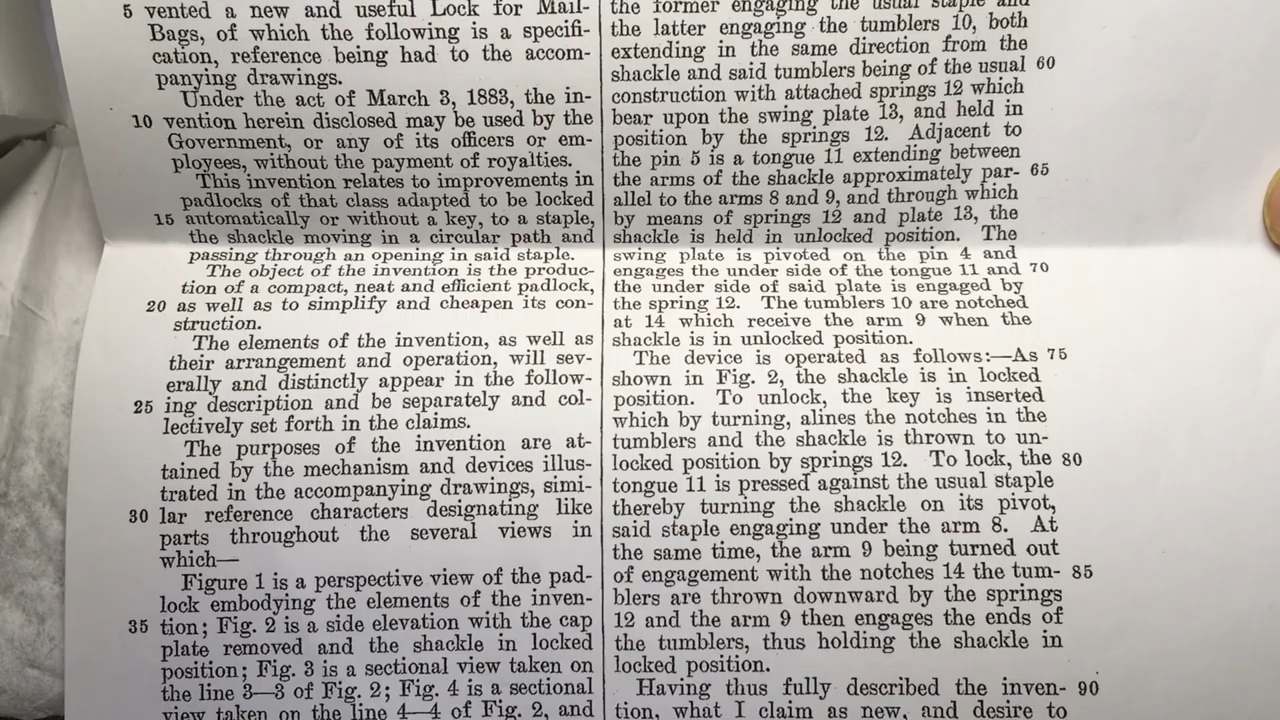 5 vented a new and useful Lock for Mail-
Bags, of which the following is a specifi-
cation, reference being had to the accom-
panying drawings.
Under the act of March 3, 1883, the in-
10 vention herein disclosed may be used by the
Government, or any of its officers or em-
ployees, without the payment of royalties.
This invention relates to improvements in
padlocks of that class adapted to be locked
15 automatically or without a key, to a staple,
the shackle moving in a circular path and
passing through an opening in said staple.
The object of the invention is the produc-
tion of a compact, neat and efficient padlock,
20 as well as to simplify and cheapen its con-
struction.
The elements of the invention, as well as
their arrangement and operation, will sev-
erally and distinctly appear in the follow-
25 ing description and be separately and col-
lectively set forth in the claims.
The purposes of the invention are at-
tained by the mechanism and devices illus-
trated in the accompanying drawings, simi-
30 lar reference characters designating like
parts throughout the several views in
which—
Figure 1 is a perspective view of the pad-
lock embodying the elements of the inven-
35 tion; Fig. 2 is a side elevation with the cap
plate removed and the shackle in locked
position; Fig. 3 is a sectional view taken on
the line 3—3 of Fig. 2; Fig. 4 is a sectional
view taken on the line 4—4 of Fig. 2, and
the former engaging the usual staple and
the latter engaging the tumblers 10, both
extending in the same direction from the
shackle and said tumblers being of the usual 60
construction with attached springs 12 which
bear upon the swing plate 13, and held in
position by the springs 12. Adjacent to
the pin 5 is a tongue 11 extending between
the arms of the shackle approximately par- 65
allel to the arms 8 and 9, and through which
by means of springs 12 and plate 13, the
shackle is held in unlocked position. The
swing plate is pivoted on the pin 4 and
engages the under side of the tongue 11 and 70
the under side of said plate is engaged by
the spring 12. The tumblers 10 are notched
at 14 which receive the arm 9 when the
shackle is in unlocked position.
The device is operated as follows:—As 75
shown in Fig. 2, the shackle is in locked
position. To unlock, the key is inserted
which by turning, alines the notches in the
tumblers and the shackle is thrown to un-
locked position by springs 12. To lock, the 80
tongue 11 is pressed against the usual staple
thereby turning the shackle on its pivot,
said staple engaging under the arm 8. At
the same time, the arm 9 being turned out
of engagement with the notches 14 the tum- 85
blers are thrown downward by the springs
12 and the arm 9 then engages the ends of
the tumblers, thus holding the shackle in
locked position.
Having thus fully described the inven- 90
tion, what I claim as new, and desire to